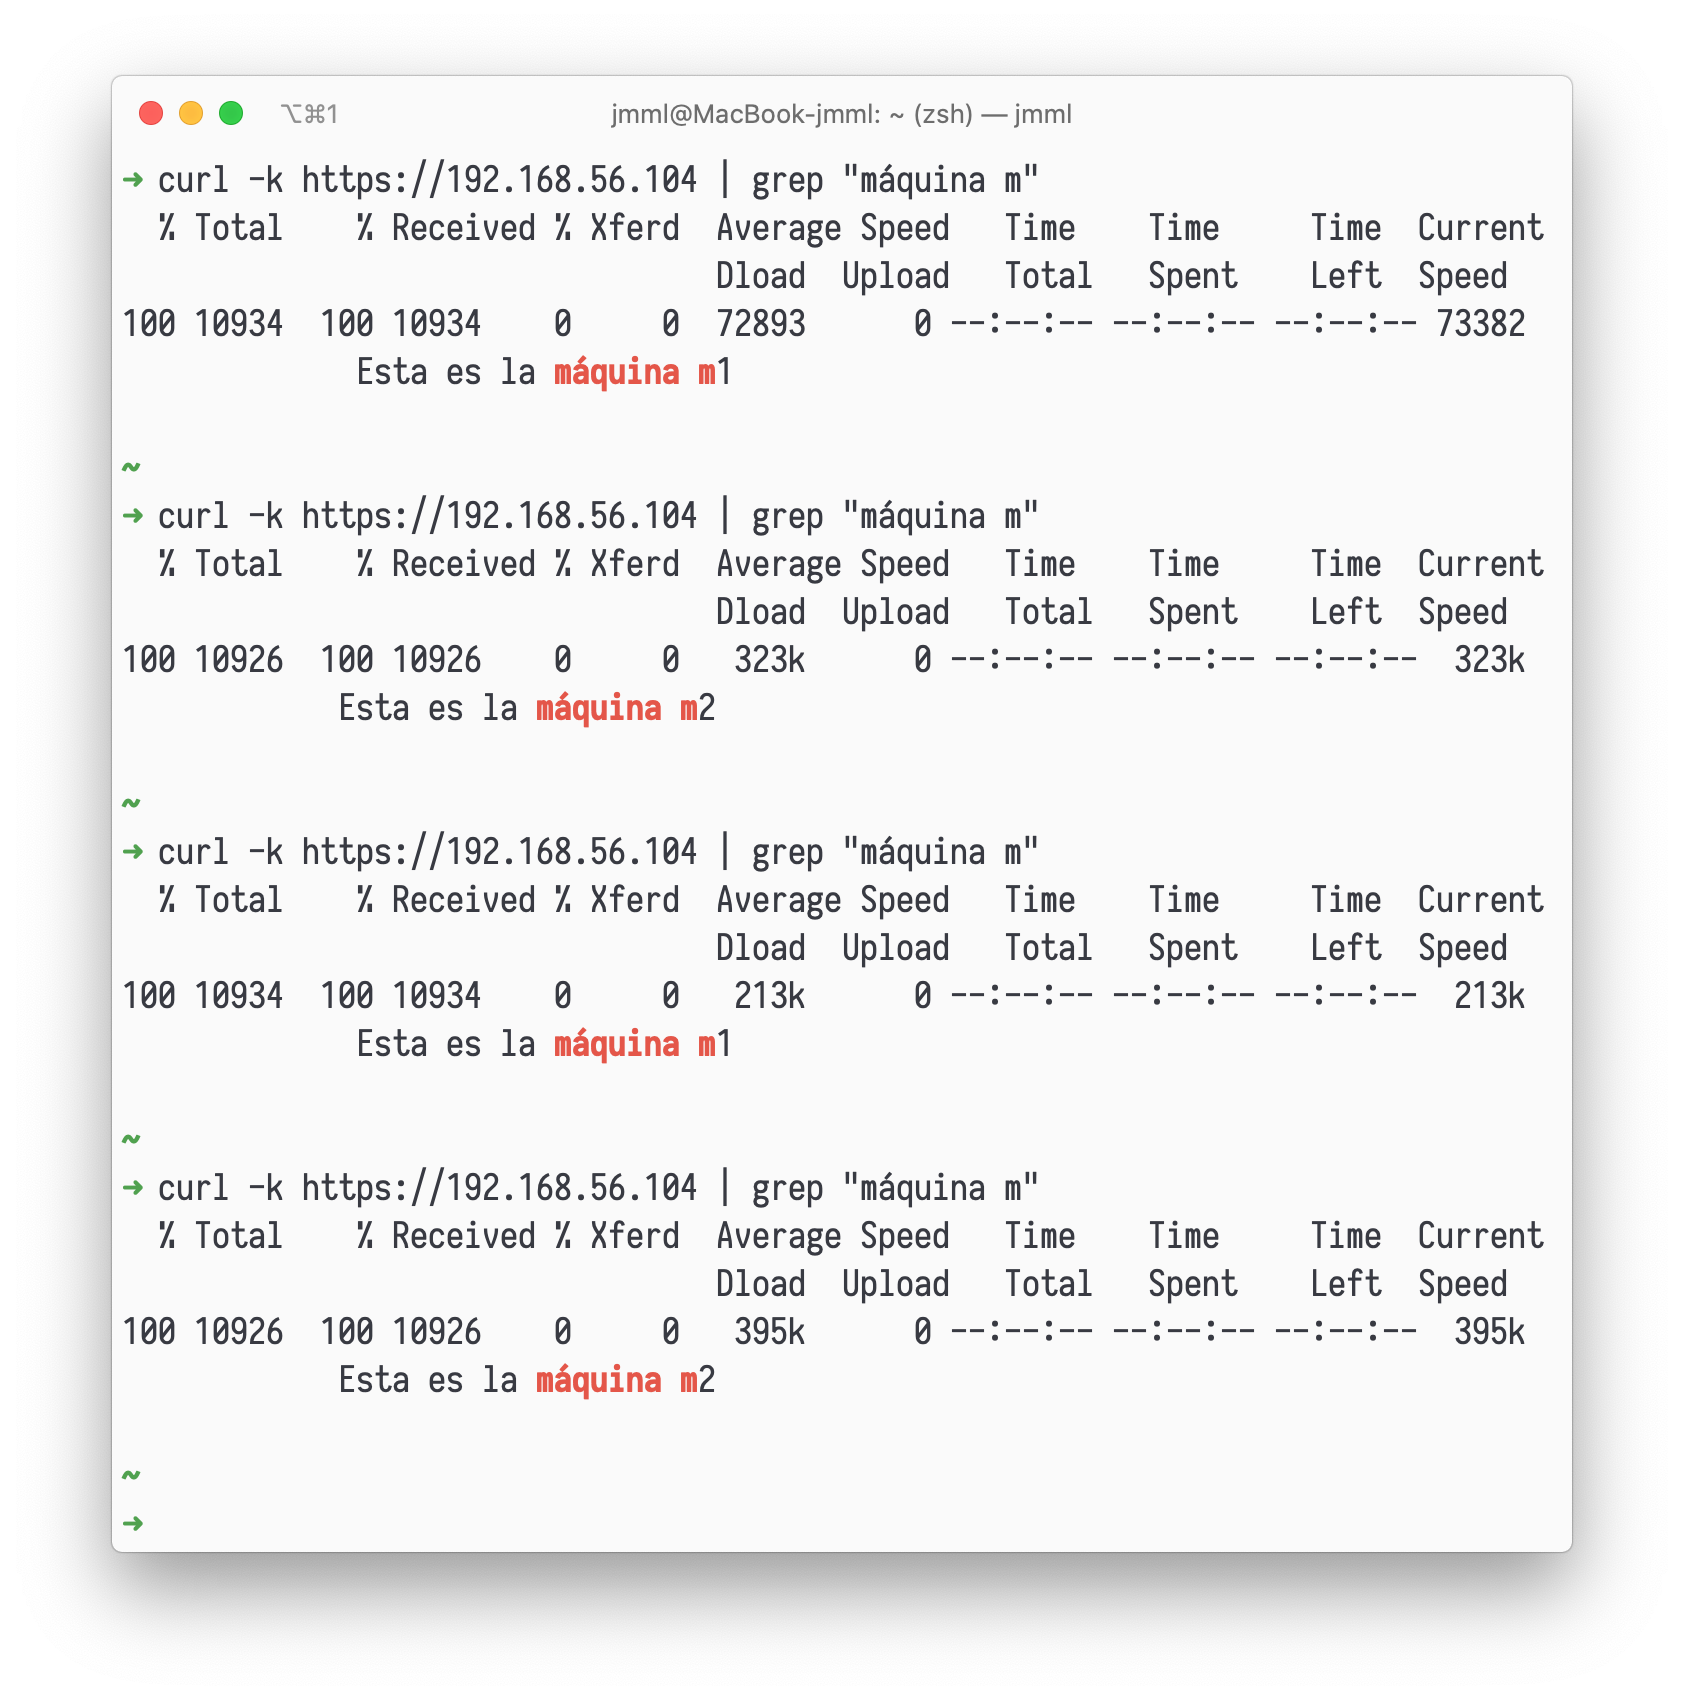 ⌥⌘1 jmml@MacBook-jmml: ~ (zsh) — jmml
➜ curl -k https://192.168.56.104 | grep "máquina m"
  % Total    % Received % Xferd  Average Speed   Time    Time     Time  Current
                                 Dload  Upload   Total   Spent    Left  Speed
100 10934  100 10934    0     0  72893      0 --:--:-- --:--:-- --:--:-- 73382
             Esta es la máquina m1
~
➜ curl -k https://192.168.56.104 | grep "máquina m"
  % Total    % Received % Xferd  Average Speed   Time    Time     Time  Current
                                 Dload  Upload   Total   Spent    Left  Speed
100 10926  100 10926    0     0   323k      0 --:--:-- --:--:-- --:--:--  323k
            Esta es la máquina m2
~
➜ curl -k https://192.168.56.104 | grep "máquina m"
  % Total    % Received % Xferd  Average Speed   Time    Time     Time  Current
                                 Dload  Upload   Total   Spent    Left  Speed
100 10934  100 10934    0     0   213k      0 --:--:-- --:--:-- --:--:--  213k
             Esta es la máquina m1
~
➜ curl -k https://192.168.56.104 | grep "máquina m"
  % Total    % Received % Xferd  Average Speed   Time    Time     Time  Current
                                 Dload  Upload   Total   Spent    Left  Speed
100 10926  100 10926    0     0   395k      0 --:--:-- --:--:-- --:--:--  395k
            Esta es la máquina m2
~
➜